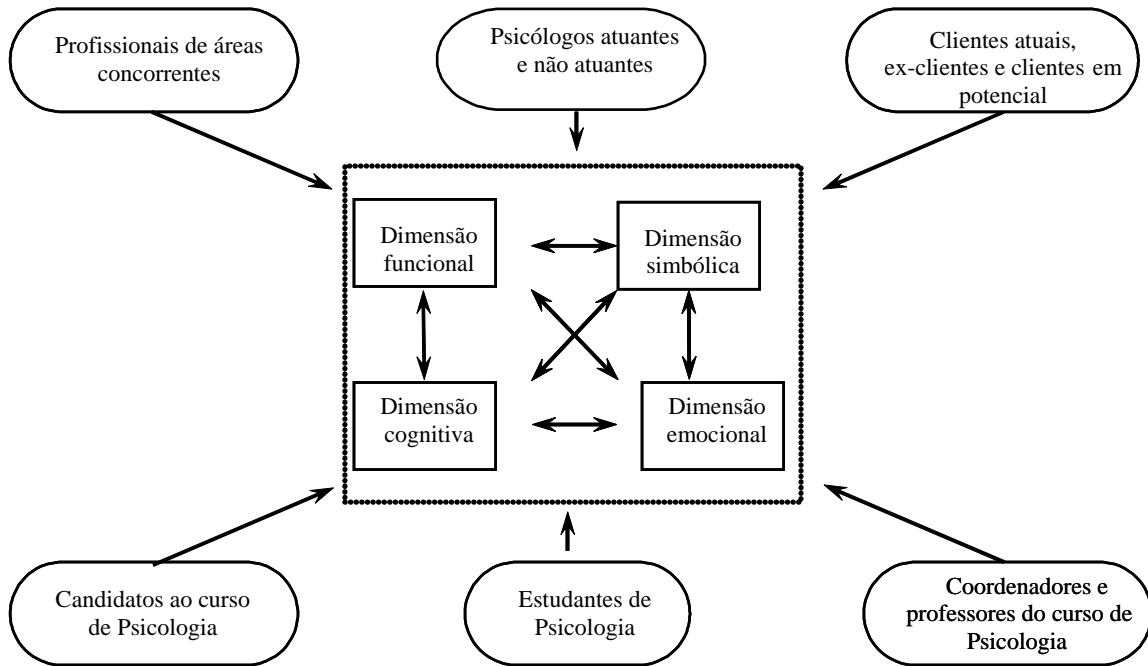 Profissionais de áreas
concorrentes
Psicólogos atuantes
e não atuantes
Clientes atuais,
ex-clientes e clientes em
potencial
Dimensão
funcional
Dimensão
simbólica
Dimensão
cognitiva
Dimensão
emocional
Candidatos ao curso
de Psicologia
Estudantes de
Psicologia
Coordenadores e
professores do curso de
Psicologia